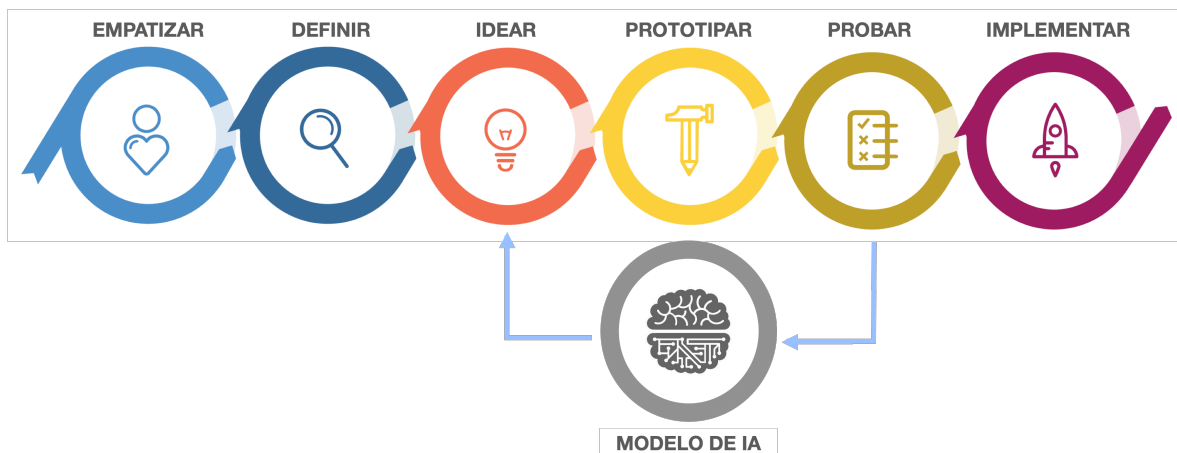 EMPATIZAR DEFINIR IDEAR PROTOTIPAR PROBAR IMPLEMENTAR
MODELO DE IA